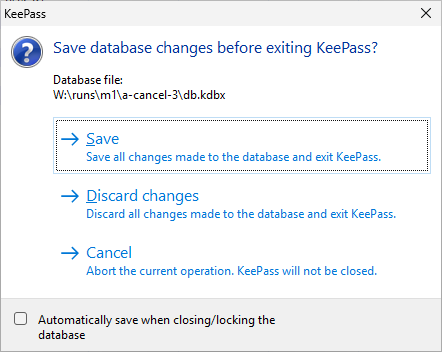 KeePass
Save database changes before exiting KeePass?
Database file:
W:\runs\m1\a-cancel-3\db.kdbx
Save
Save all changes made to the database and exit KeePass.
Discard changes
Discard all changes made to the database and exit KeePass.
Cancel
Abort the current operation. KeePass will not be closed.
Automatically save when closing/locking the
database